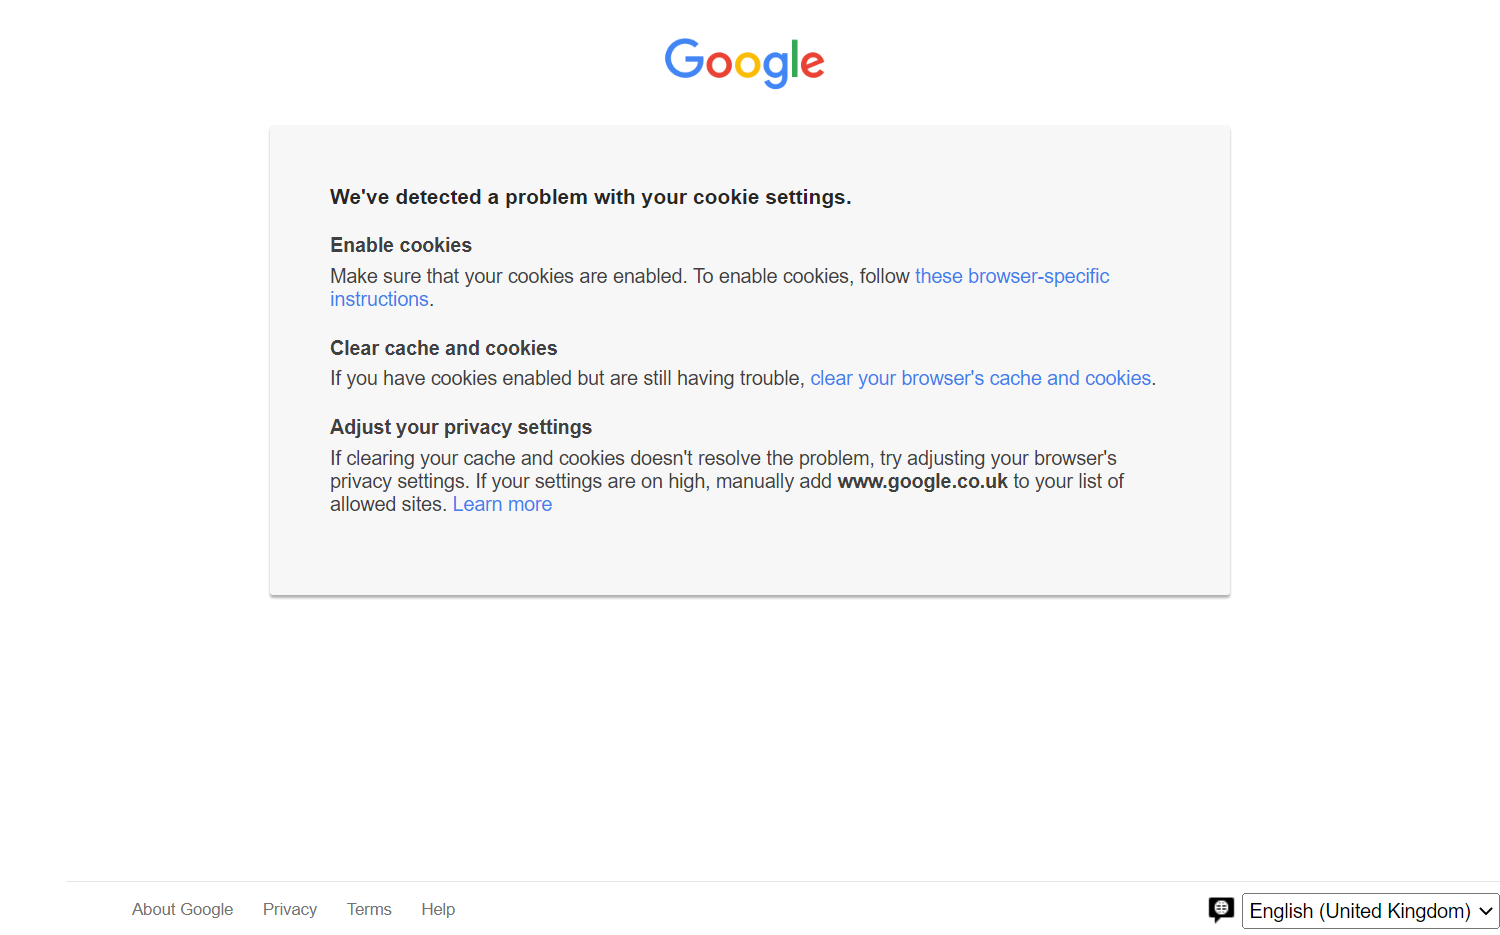 Google
We've detected a problem with your cookie settings.
Enable cookies
Make sure that your cookies are enabled. To enable cookies, follow these browser-specific
instructions.
Clear cache and cookies
If you have cookies enabled but are still having trouble, clear your browser's cache and cookies.
Adjust your privacy settings
If clearing your cache and cookies doesn't resolve the problem, try adjusting your browser's
privacy settings. If your settings are on high, manually add www.google.co.uk to your list of
allowed sites. Learn more
About Google Privacy Terms Help English (United Kingdom)